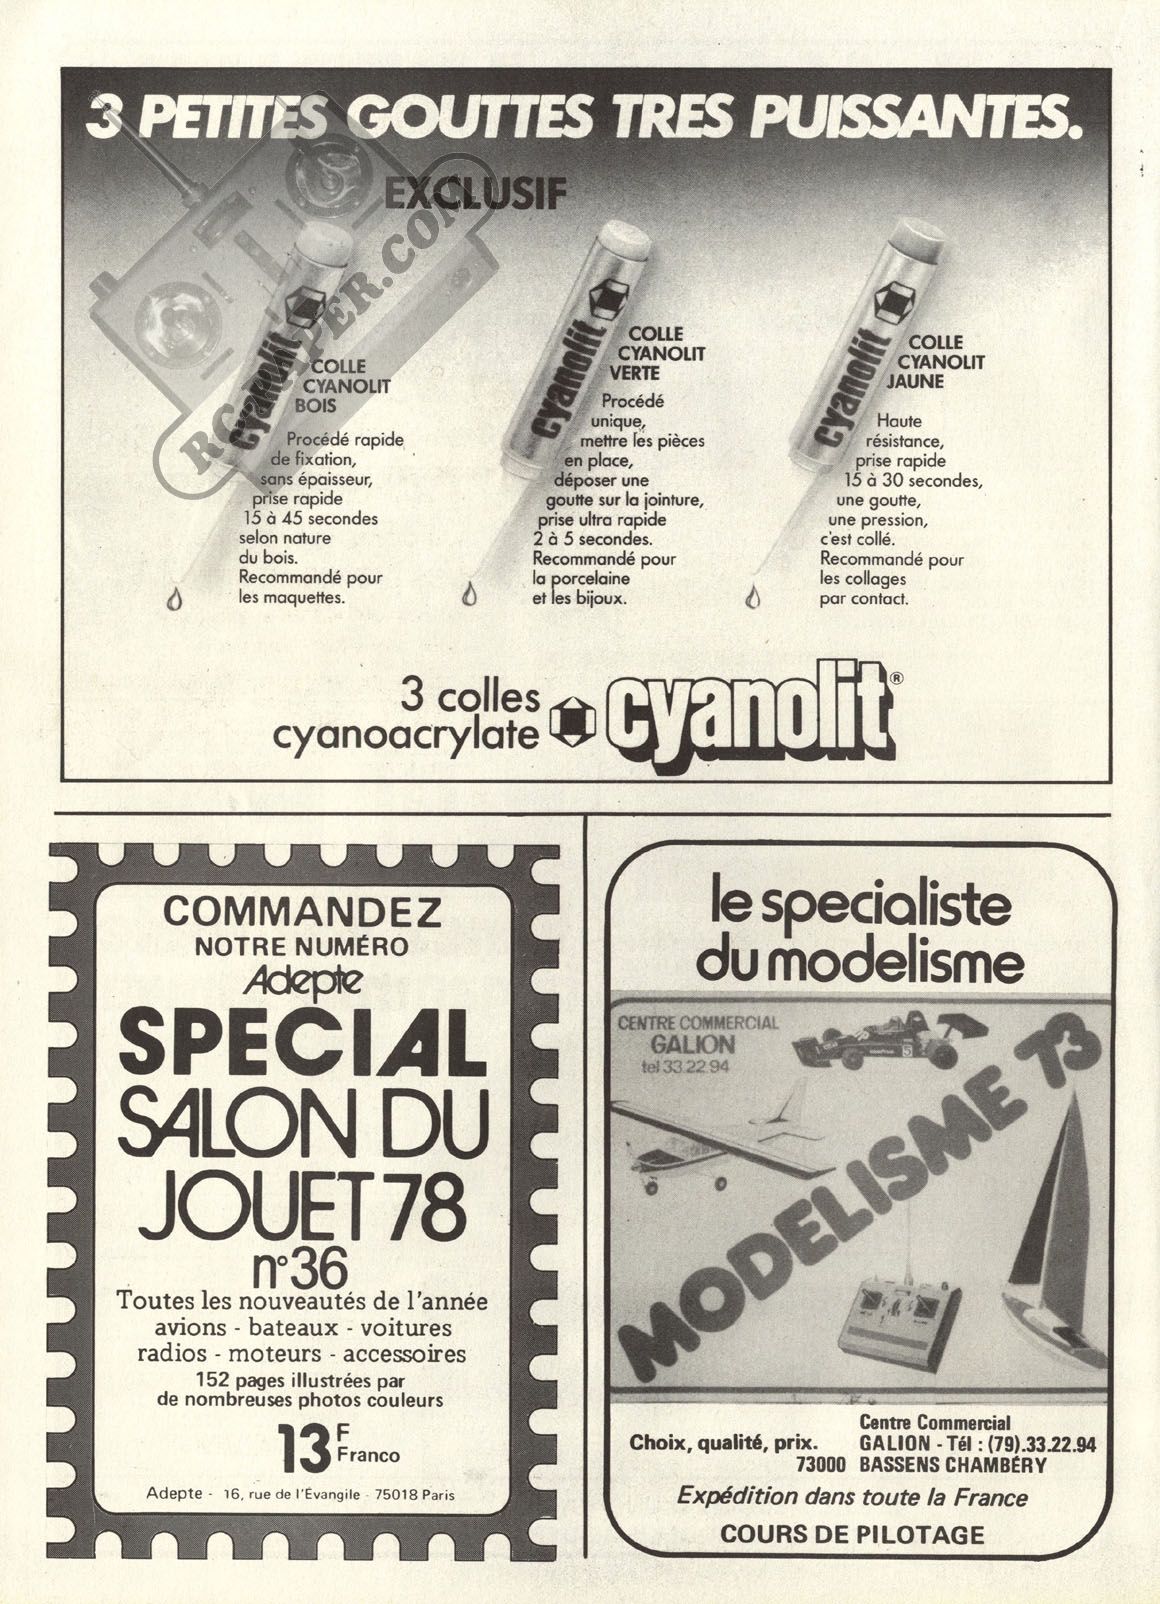 3 PETITES GOUTTES TRES PUISSANTES.
EXCLUSIF
RCSCRAPER.COM
cyanolit
COLLE
CYANOLIT
BOIS
Procédé rapide
de fixation,
sans épaisseur,
prise rapide
15 à 45 secondes
selon nature
du bois.
Recommandé pour
les maquettes.
cyanolit
COLLE
CYANOLIT
VERTE
Procédé
unique,
mettre les pièces
en place,
déposer une
goutte sur la jointure,
prise ultra rapide
2 à 5 secondes.
Recommandé pour
la porcelaine
et les bijoux.
cyanolit
COLLE
CYANOLIT
JAUNE
Haute
résistance,
prise rapide
15 à 30 secondes,
une goutte,
une pression,
c'est collé.
Recommandé pour
les collages
par contact.
3 colles
cyanoacrylate
cyanolit®
COMMANDEZ
NOTRE NUMÉRO
Adepte
SPECIAL
SALON DU
JOUET 78
n°36
Toutes les nouveautés de l'année
avions - bateaux - voitures
radios - moteurs - accessoires
152 pages illustrées par
de nombreuses photos couleurs
13 F
Franco
Adepte - 16, rue de l'Évangile - 75018 Paris
le specialiste
du modelisme
CENTRE COMMERCIAL
GALION
tel 33.22.94
MODELISME 73
Choix, qualité, prix.
Centre Commercial
GALION - Tél : (79).33.22.94
73000 BASSENS CHAMBÉRY
Expédition dans toute la France
COURS DE PILOTAGE